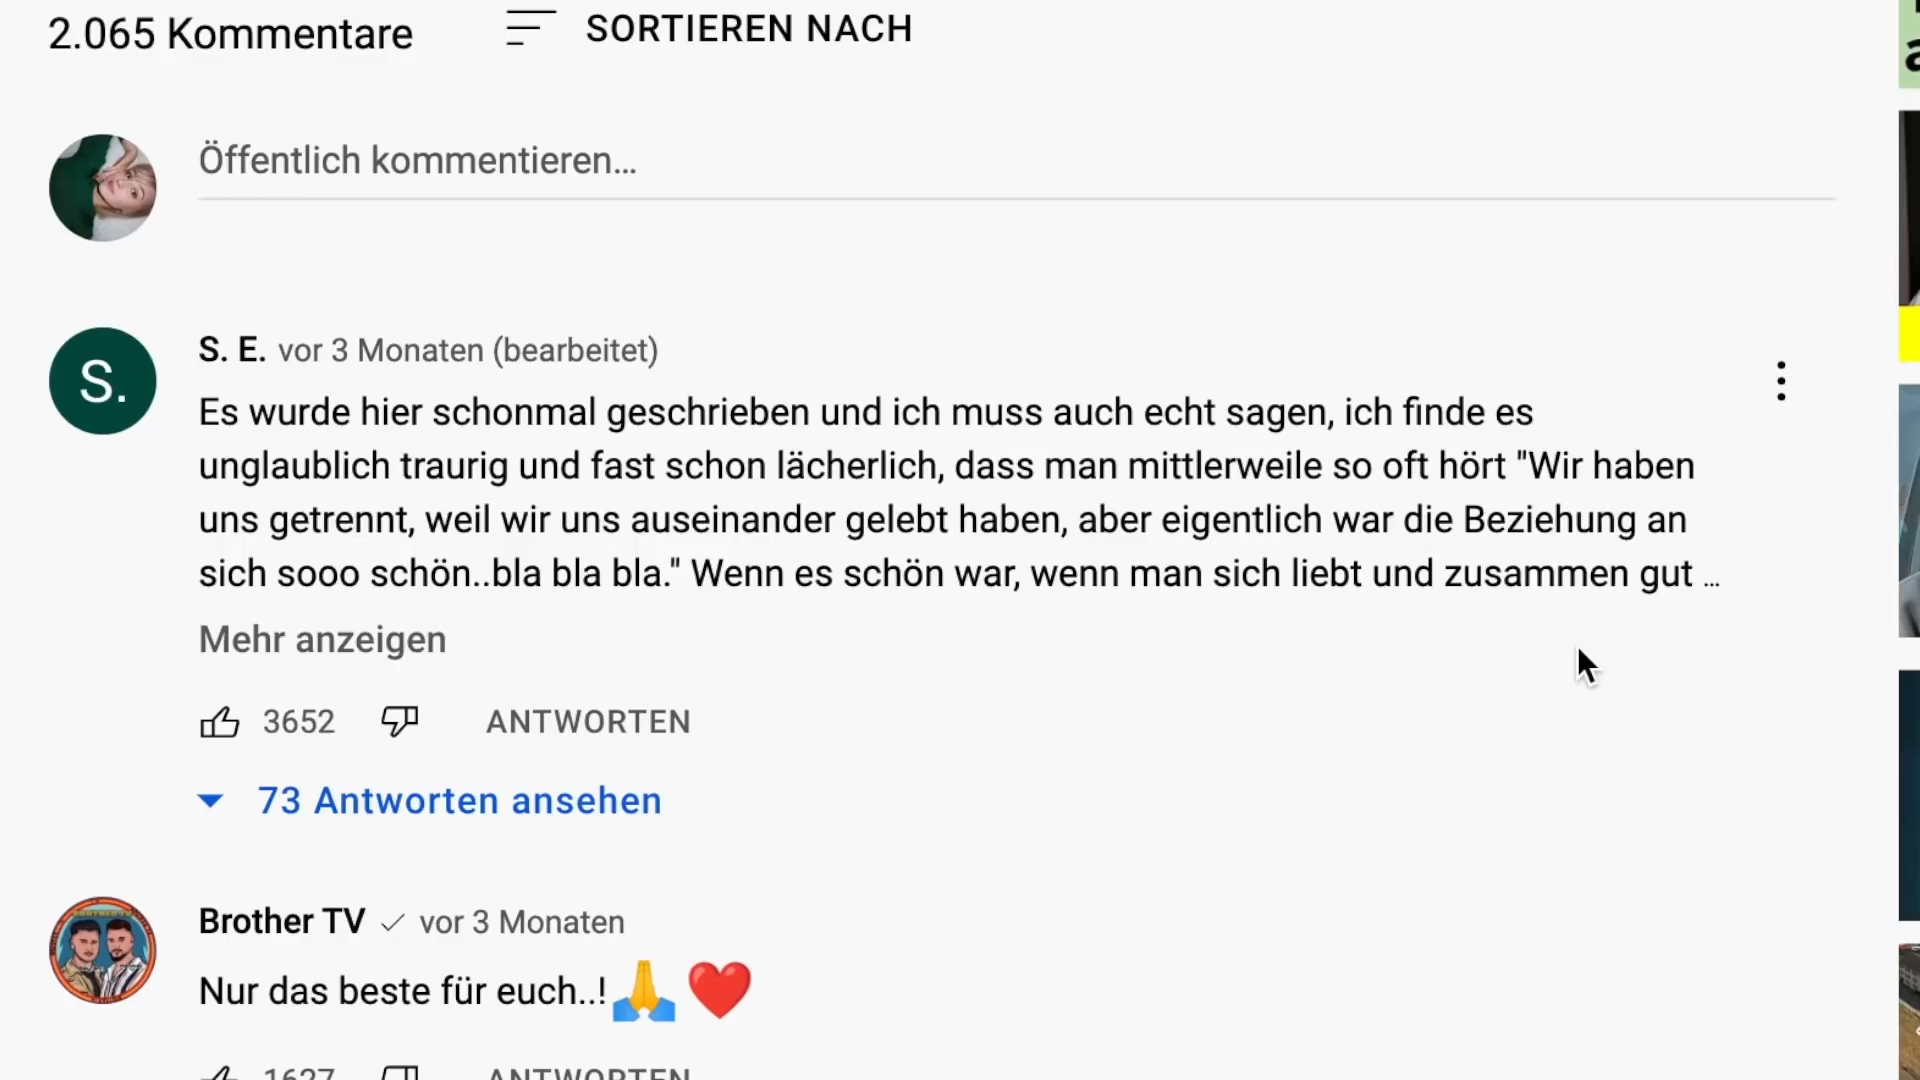 2.065 Kommentare
SORTIEREN NACH
Öffentlich kommentieren...
S.
S. E. vor 3 Monaten (bearbeitet)
Es wurde hier schonmal geschrieben und ich muss auch echt sagen, ich finde es
unglaublich traurig und fast schon lächerlich, dass man mittlerweile so oft hört "Wir haben
uns getrennt, weil wir uns auseinander gelebt haben, aber eigentlich war die Beziehung an
sich sooo schön..bla bla bla." Wenn es schön war, wenn man sich liebt und zusammen gut ...
Mehr anzeigen
3652 ANTWORTEN
73 Antworten ansehen
Brother TV vor 3 Monaten
Nur das beste für euch..!🙏❤️
1627 ANTWORTEN